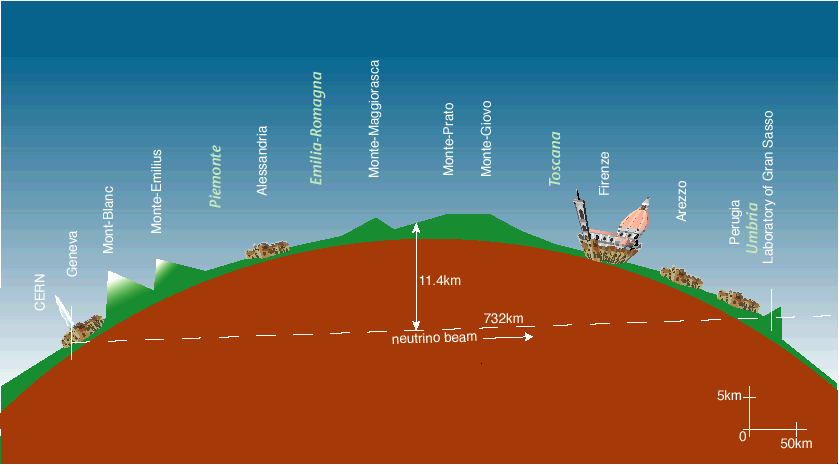 CERN
Geneva
Mont-Blanc
Monte-Emilius
Piemonte
Alessandria
Emilia-Romagna
Monte-Maggiorasca
Monte-Prato
Monte-Giovo
Toscana
Firenze
Arezzo
Perugia
Umbria
Laboratory of Gran Sasso
11.4km
732km
neutrino beam
5km
0
50km